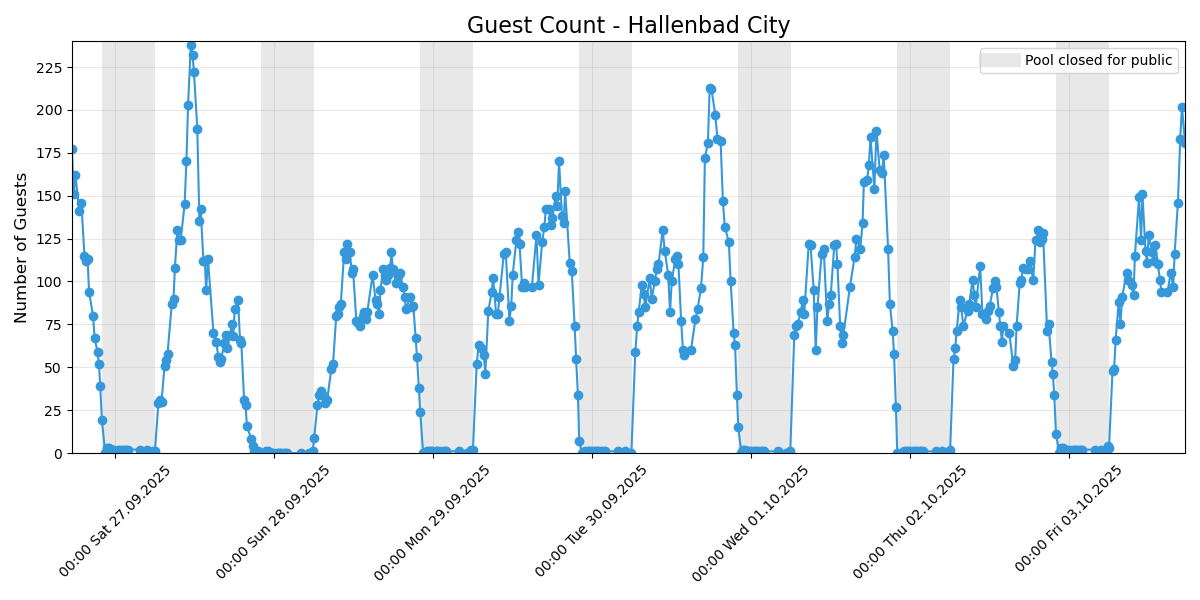 Guest Count - Hallenbad City
Pool closed for public
Number of Guests
225
200
175
150
125
100
75
50
25
0
00:00 Sat 27.09.2025
00:00 Sun 28.09.2025
00:00 Mon 29.09.2025
00:00 Tue 30.09.2025
00:00 Wed 01.10.2025
00:00 Thu 02.10.2025
00:00 Fri 03.10.2025